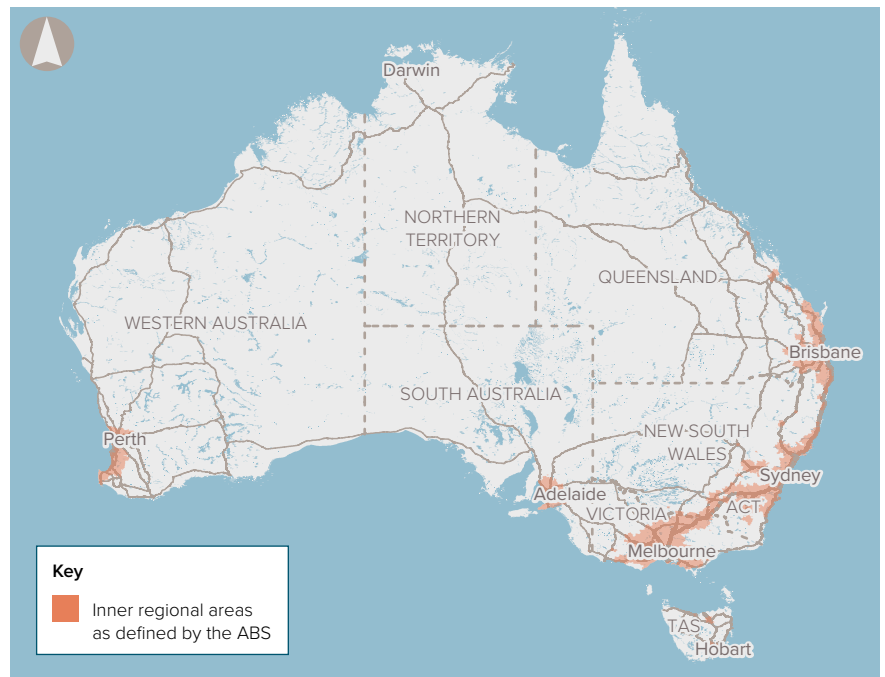 Darwin
NORTHERN
TERRITORY
QUEENSLAND
WESTERN AUSTRALIA
Brisbane
SOUTH AUSTRALIA
NEW SOUTH
WALES
Perth
Sydney
Adelaide
VICTORIA
ACT
Melbourne
Key
Inner regional areas
as defined by the ABS
TAS
Hobart